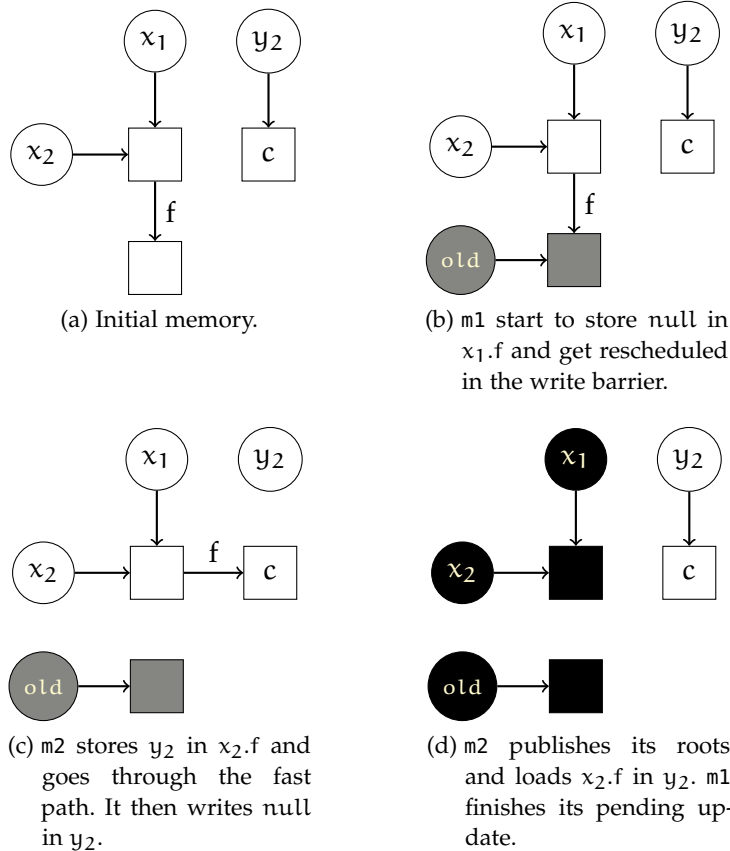 x1 y2
x2 c
f
(a) Initial memory.
x1 y2
x2 c
f
old
(b) m1 start to store null in
x1.f and get rescheduled
in the write barrier.
x1 y2
f
x2 c
old
(c) m2 stores y2 in x2.f and
goes through the fast
path. It then writes null
in y2.
x1 y2
x2 c
old
(d) m2 publishes its roots
and loads x2.f in y2. m1
finishes its pending up-
date.